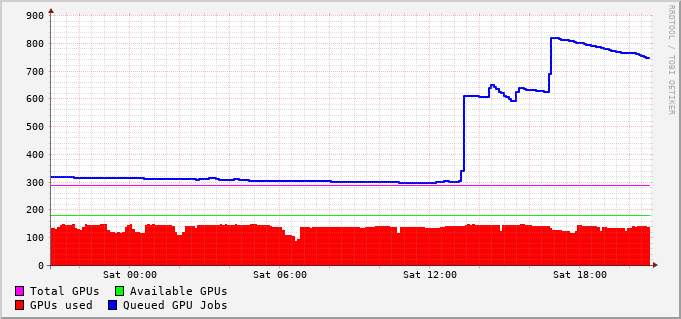 900
800
700
600
500
400
300
200
100
0
Sat 00:00 Sat 06:00 Sat 12:00 Sat 18:00
Total GPUs Available GPUs
GPUs used Queued GPU Jobs
RRDTOOL / TOBI OETIKER